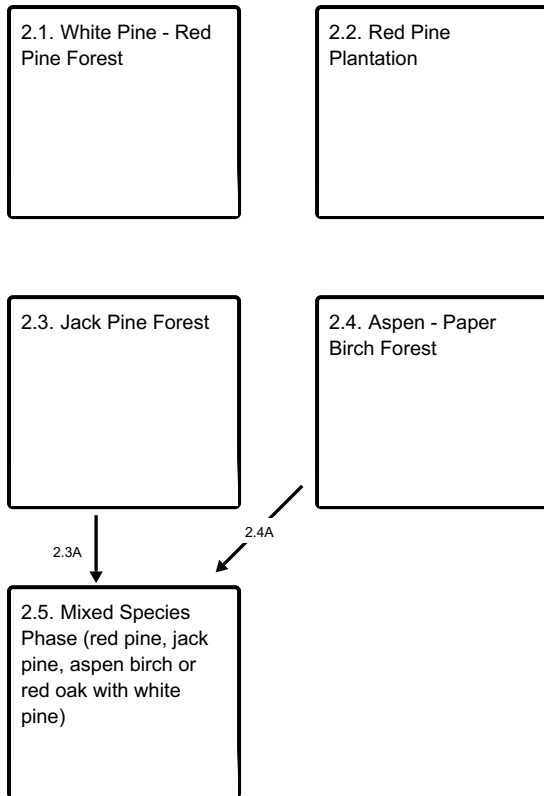 2.1. White Pine - Red
Pine Forest
2.2. Red Pine
Plantation
2.3. Jack Pine Forest
2.4. Aspen - Paper
Birch Forest
2.3A
2.4A
2.5. Mixed Species
Phase (red pine, jack
pine, aspen birch or
red oak with white
pine)